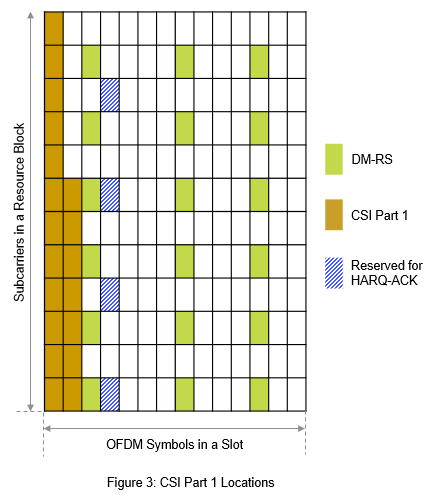 Subcarriers in a Resource Block
DM-RS
CSI Part 1
Reserved for
HARQ-ACK
OFDM Symbols in a Slot
Figure 3: CSI Part 1 Locations